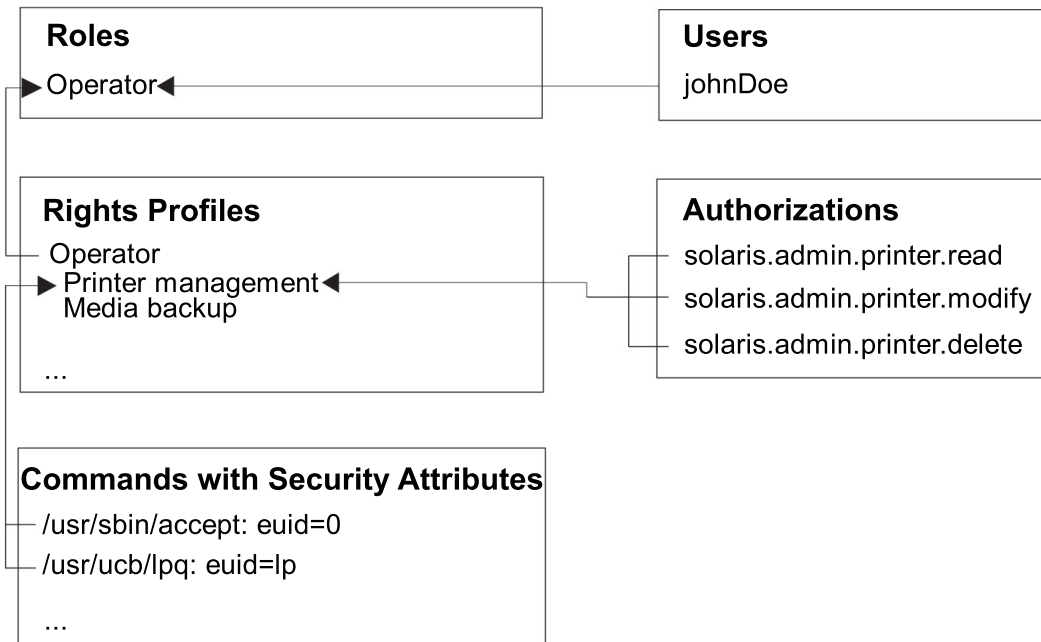 Roles
Operator
Users
johnDoe
Rights Profiles
Operator
Printer management
Media backup
...
Authorizations
solaris.admin.printer.read
solaris.admin.printer.modify
solaris.admin.printer.delete
Commands with Security Attributes
/usr/sbin/accept: euid=0
/usr/ucb/lpq: euid=lp
...